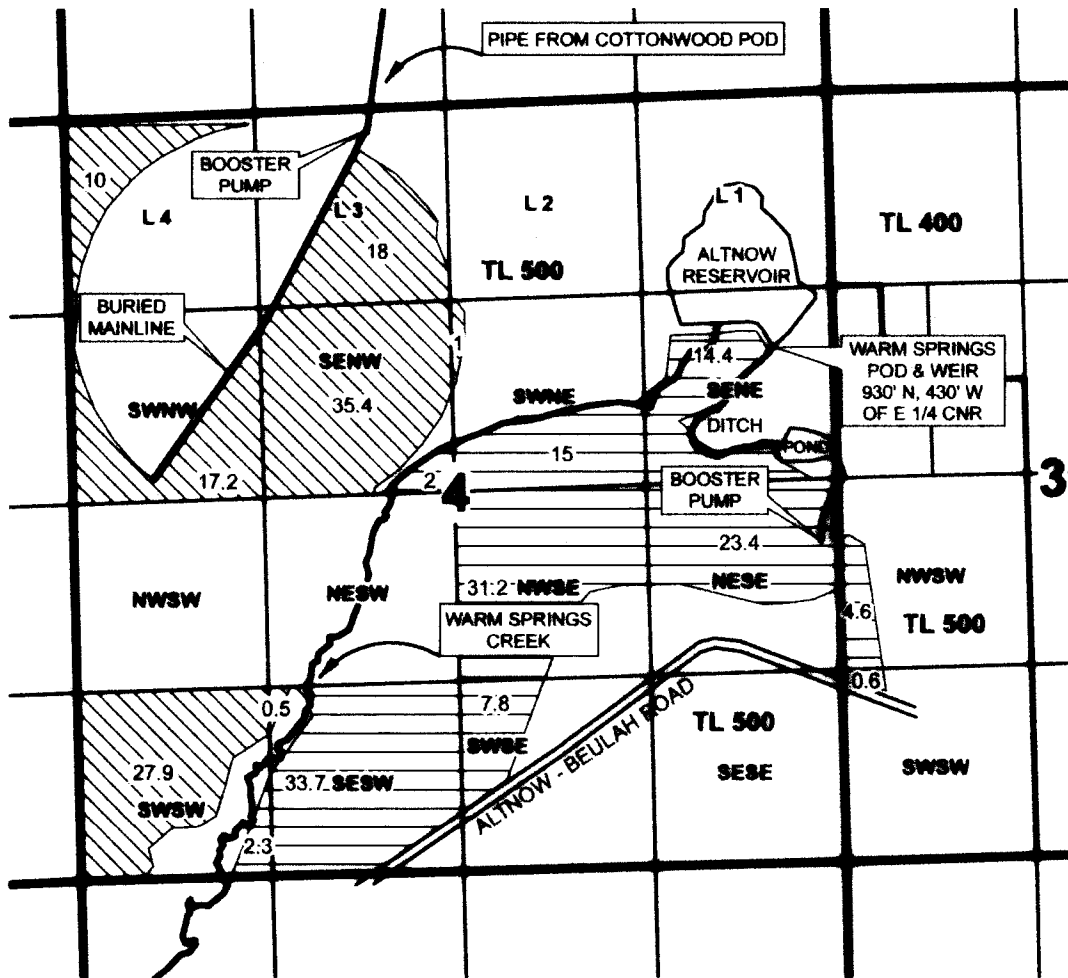 PIPE FROM COTTONWOOD POD
BOOSTER
PUMP
10
L 4
L 3
18
L 2
TL 500
L 1
ALTNOW
RESERVOIR
TL 400
BURIED
MAINLINE
SENW
35.4
1
SWNW
17.2
SWNE
14.4
SENE
WARM SPRINGS
POD & WEIR
930' N, 430' W
OF E 1/4 CNR
DITCH
POND
15
2
4
3
BOOSTER
PUMP
23.4
NWSW
NESW
31.2
NWSE
NESE
NWSW
4.6
TL 500
WARM SPRINGS
CREEK
0.5
7.8
SWSE
0.6
27.9
SWSW
33.7
SESW
2.3
ALTNOW - BEULAH ROAD
TL 500
SESE
SWSW